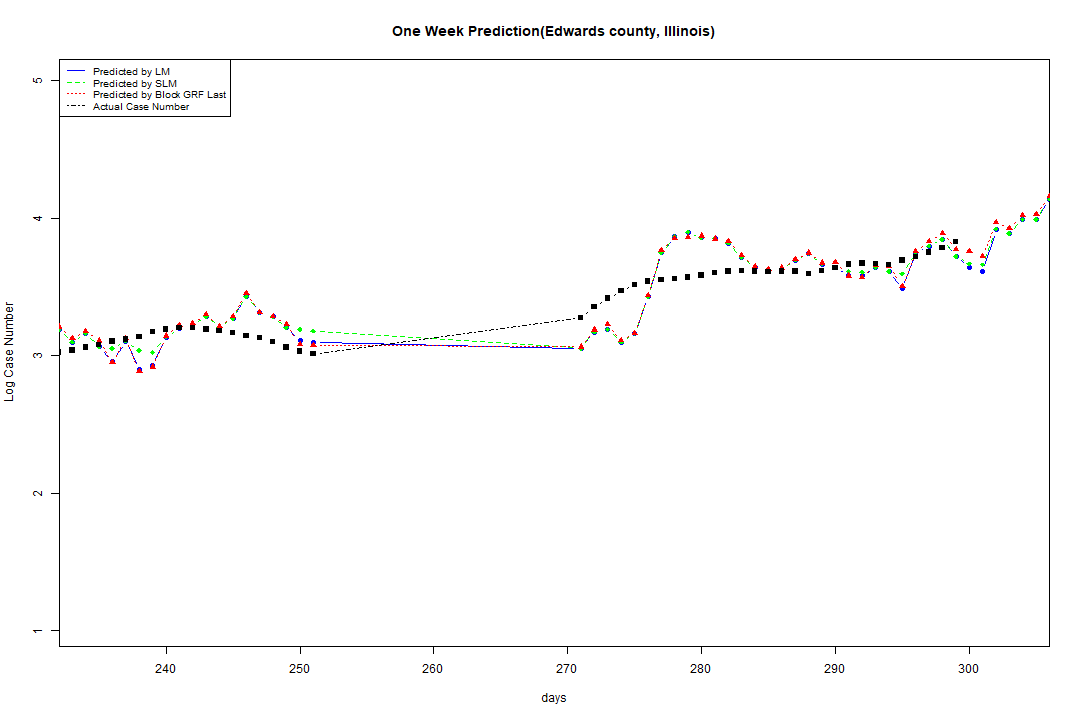 One Week Prediction(Edwards county, Illinois)
Predicted by LM
Predicted by SLM
Predicted by Block GRF Last
Actual Case Number
5
4
3
2
1
Log Case Number
240 250 260 270 280 290 300
days